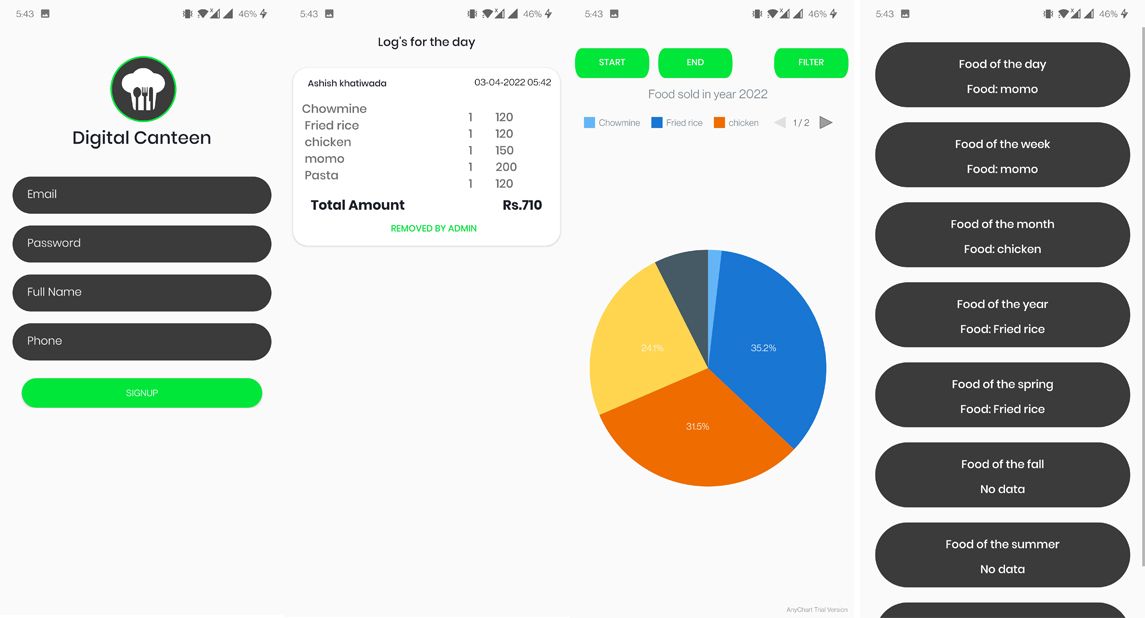 5:43 46%
Digital Canteen
Email
Password
Full Name
Phone
SIGNUP
5:43 46%
Log's for the day
Ashish khatiwada 03-04-2022 05:42
Chowmine 1 120
Fried rice 1 120
chicken 1 150
momo 1 200
Pasta 1 120
Total Amount Rs.710
REMOVED BY ADMIN
5:43 46%
START END FILTER
Food sold in year 2022
Chowmine Fried rice chicken 1 / 2
24.1% 35.2%
31.5%
AnyChart Trial Version
5:43 46%
Food of the day
Food: momo
Food of the week
Food: momo
Food of the month
Food: chicken
Food of the year
Food: Fried rice
Food of the spring
Food: Fried rice
Food of the fall
No data
Food of the summer
No data